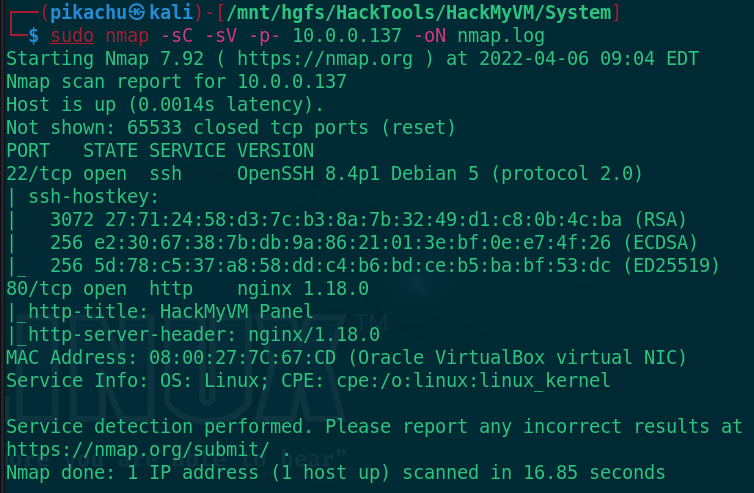 ┌──(pikachu㉿kali)-[/mnt/hgfs/HackTools/HackMyVM/System]
└─$ sudo nmap -sC -sV -p- 10.0.0.137 -oN nmap.log
Starting Nmap 7.92 ( https://nmap.org ) at 2022-04-06 09:04 EDT
Nmap scan report for 10.0.0.137
Host is up (0.0014s latency).
Not shown: 65533 closed tcp ports (reset)
PORT   STATE SERVICE VERSION
22/tcp open  ssh     OpenSSH 8.4p1 Debian 5 (protocol 2.0)
| ssh-hostkey:
|   3072 27:71:24:58:d3:7c:b3:8a:7b:32:49:d1:c8:0b:4c:ba (RSA)
|   256 e2:30:67:38:7b:db:9a:86:21:01:3e:bf:0e:e7:4f:26 (ECDSA)
|_  256 5d:78:c5:37:a8:58:dd:c4:b6:bd:ce:b5:ba:bf:53:dc (ED25519)
80/tcp open  http    nginx 1.18.0
|_http-title: HackMyVM Panel
|_http-server-header: nginx/1.18.0
MAC Address: 08:00:27:7C:67:CD (Oracle VirtualBox virtual NIC)
Service Info: OS: Linux; CPE: cpe:/o:linux:linux_kernel

Service detection performed. Please report any incorrect results at
https://nmap.org/submit/ .
Nmap done: 1 IP address (1 host up) scanned in 16.85 seconds